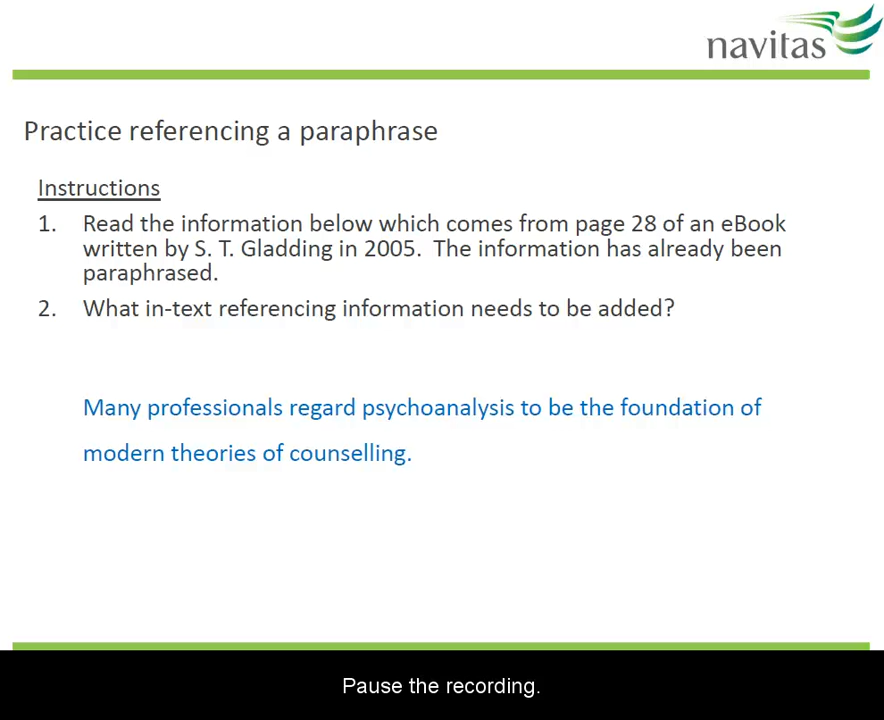 navitas
Practice referencing a paraphrase
Instructions
1. Read the information below which comes from page 28 of an eBook
written by S. T. Gladding in 2005. The information has already been
paraphrased.
2. What in-text referencing information needs to be added?
Many professionals regard psychoanalysis to be the foundation of
modern theories of counselling.
Pause the recording.